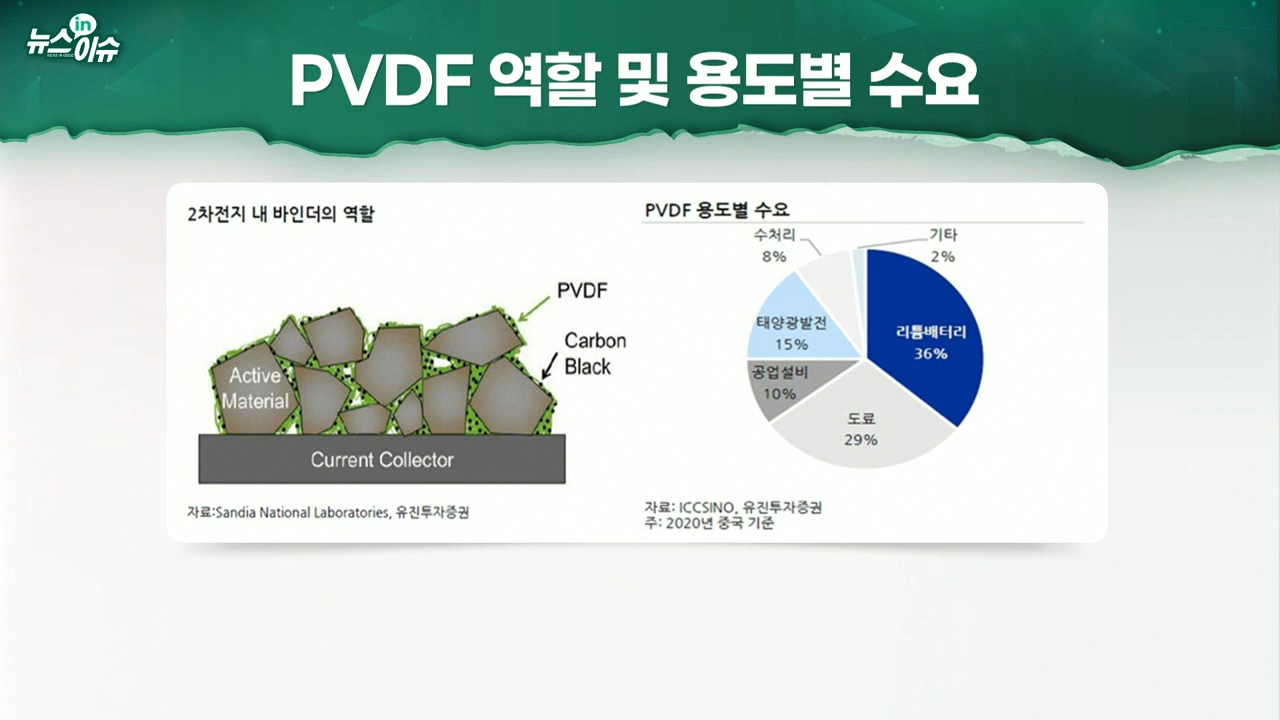 뉴스in이슈
PVDF 역할 및 용도별 수요
2차전지 내 바인더의 역할
PVDF
Carbon
Black
Active
Material
Current Collector
자료:Sandia National Laboratories, 유진투자증권
PVDF 용도별 수요
수처리
8%
기타
2%
태양광발전
15%
리튬배터리
36%
공업설비
10%
도료
29%
자료: ICCSINO, 유진투자증권
주: 2020년 중국 기준